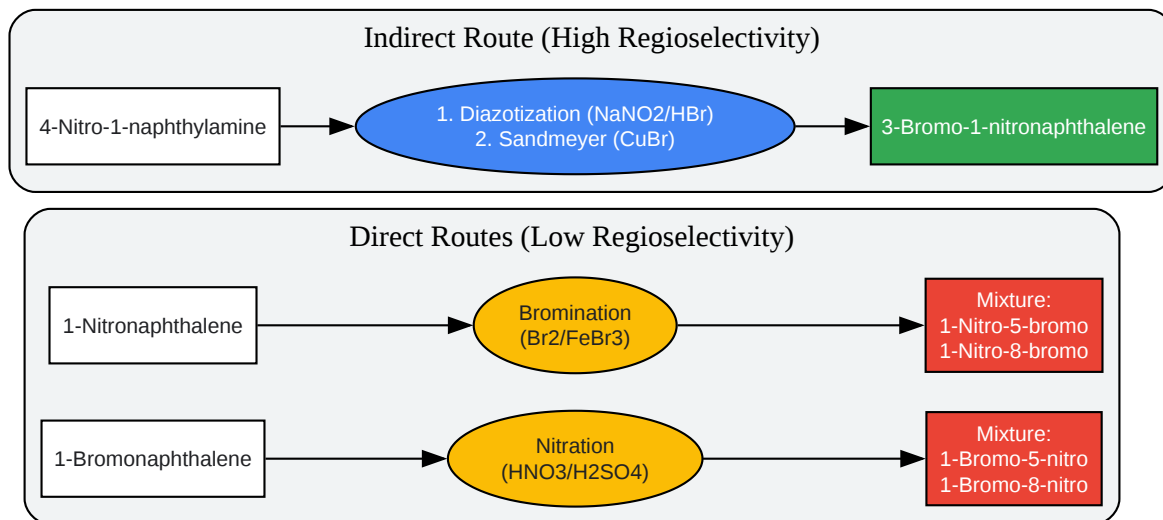 Indirect Route (High Regioselectivity)
4-Nitro-1-naphthylamine
1. Diazotization (NaNO2/HBr)
2. Sandmeyer (CuBr)
3-Bromo-1-nitronaphthalene
Direct Routes (Low Regioselectivity)
1-Nitronaphthalene
Bromination
(Br2/FeBr3)
Mixture:
1-Nitro-5-bromo
1-Nitro-8-bromo
1-Bromonaphthalene
Nitration
(HNO3/H2SO4)
Mixture:
1-Bromo-5-nitro
1-Bromo-8-nitro